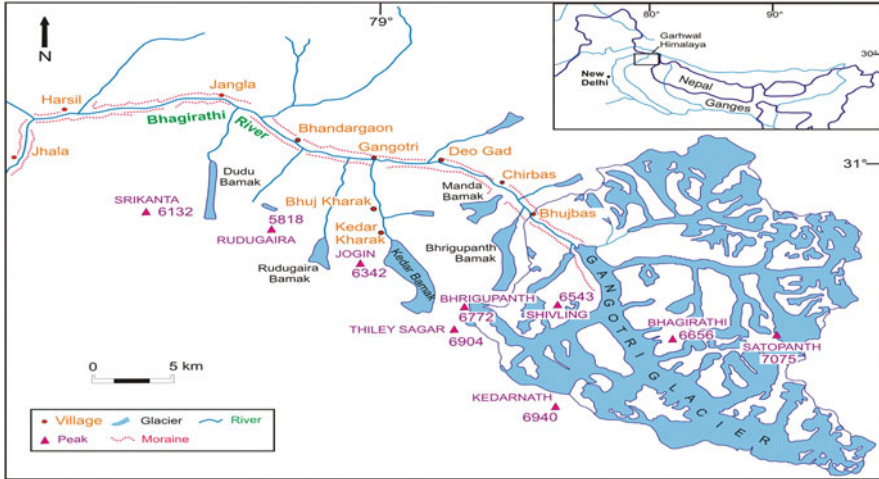 79°
N
Harsil
Jangla
Bhagirathi
River
Jhala
Bhandargaon
Gangotri
Deo Gad
Chirbas
Bhujbas
Dudu
Bamak
SRIKANTA
6132
5818
RUDUGAIRA
Bhuj Kharak
Kedar
Kharak
Kedar Bamak
Rudugaira
Bamak
JOGIN
6342
Manda
Bamak
Bhrigupanth
Bamak
BHRIGUPANTH
6772
THILEY SAGAR
6904
6543
SHIVLING
BHAGIRATHI
6656
SATOPANTH
7075
KEDARNATH
6940
GANGOTRI GLACIER
31°
0
5 km
Village
Glacier
River
Peak
Moraine
80°
90°
Garhwal
Himalaya
30°
New
Delhi
Nepal
Ganges